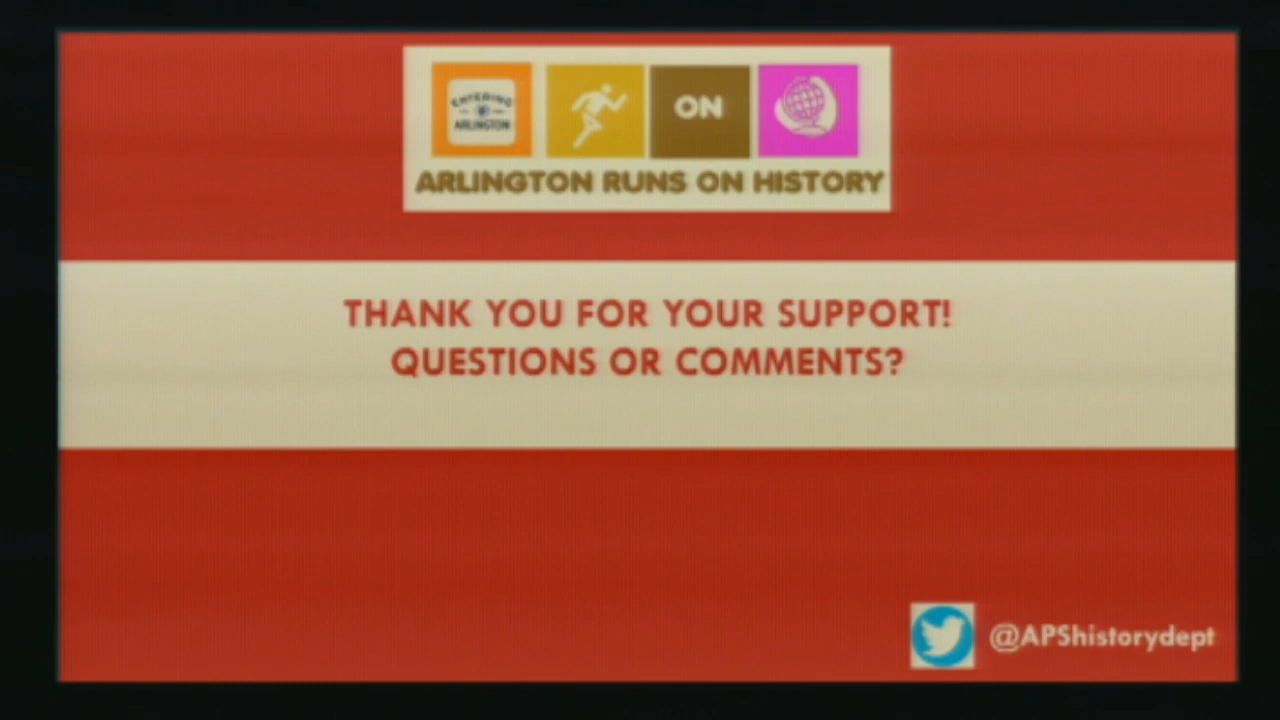 ENTERING
ARLINGTON
ON
ARLINGTON RUNS ON HISTORY
THANK YOU FOR YOUR SUPPORT!
QUESTIONS OR COMMENTS?
@APShistorydept